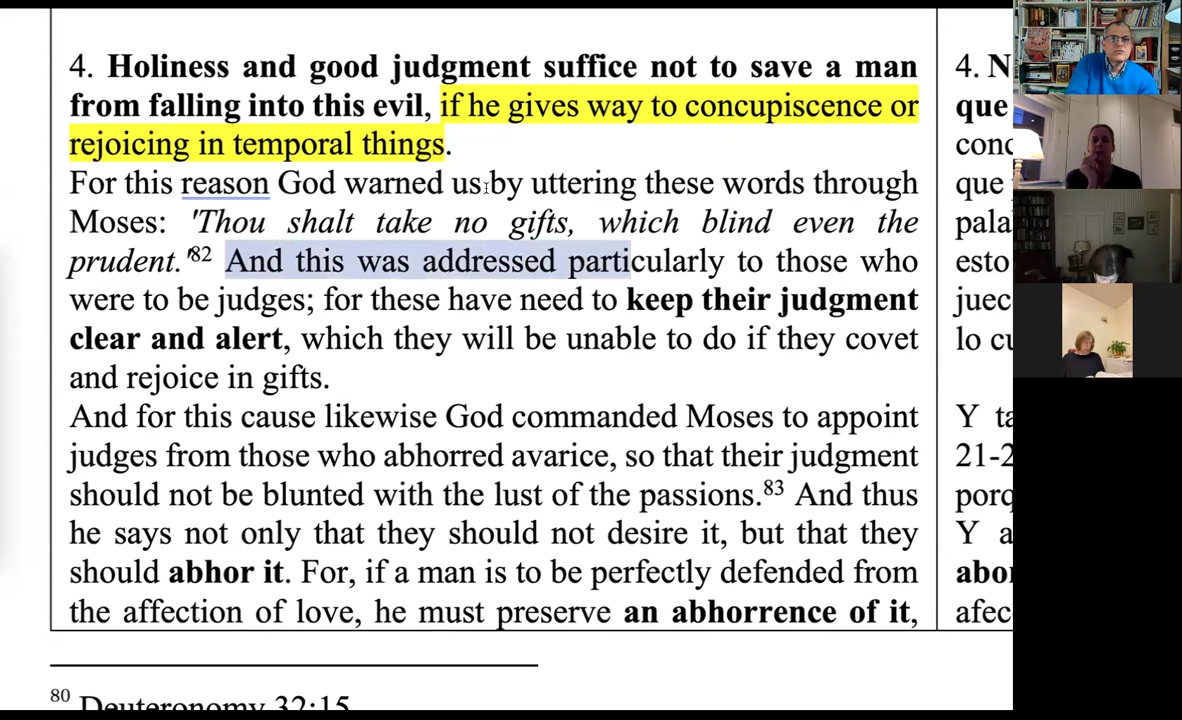 4. Holiness and good judgment suffice not to save a man
from falling into this evil, if he gives way to concupiscence or
rejoicing in temporal things.
For this reason God warned us by uttering these words through
Moses: 'Thou shalt take no gifts, which blind even the
prudent.'82 And this was addressed particularly to those who
were to be judges; for these have need to keep their judgment
clear and alert, which they will be unable to do if they covet
and rejoice in gifts.
And for this cause likewise God commanded Moses to appoint
judges from those who abhorred avarice, so that their judgment
should not be blunted with the lust of the passions.83 And thus
he says not only that they should not desire it, but that they
should abhor it. For, if a man is to be perfectly defended from
the affection of love, he must preserve an abhorrence of it,
80 Deuteronomy 32:15
4. N
que
conc
que
pala
esto
juec
lo cu
Y ta
21-2
porq
Y a
abor
afec